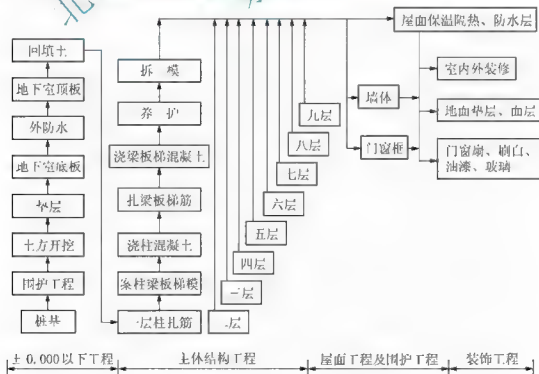 回填土
地下室顶板
外防水
地下室底板
垫层
土方开挖
围护工程
桩基
拆 模
养 护
浇梁板梯混凝土
扎梁板梯筋
浇柱混凝土
案柱梁板梯模
一层柱扎筋
九层
八层
七层
六层
五层
四层
三层
二层
墙体
门窗框
屋面保温隔热、防水层
室内外装修
地面垫层、面层
门窗扇、刷白、
油漆、玻璃
± 0.000以下工程
主体结构工程
屋面工程及围护工程
装饰工程